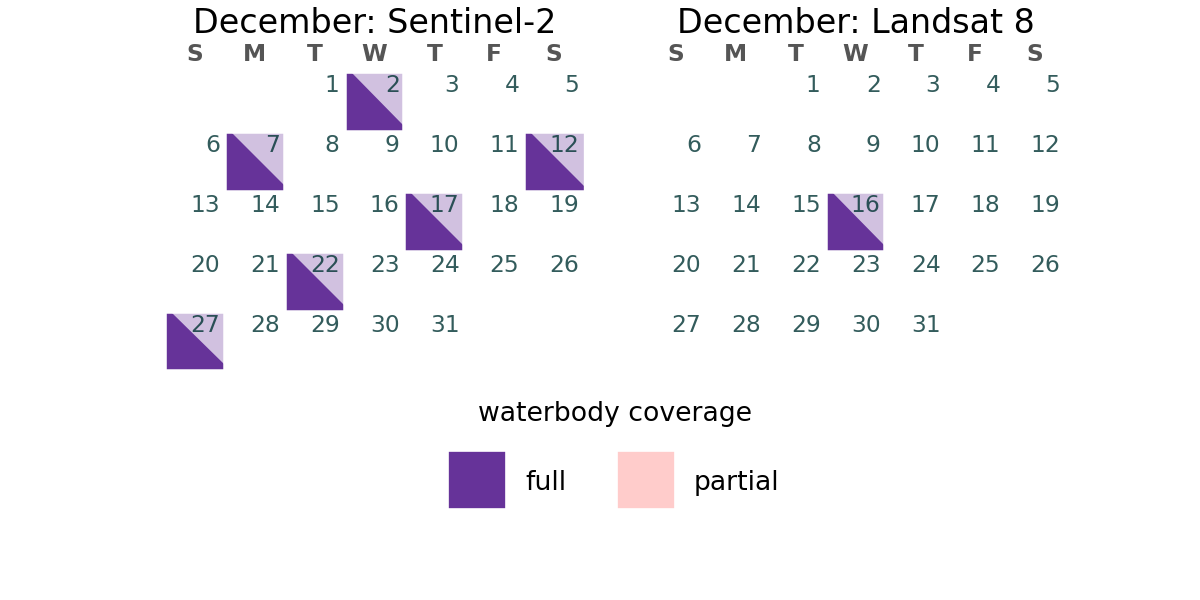 December: Sentinel-2
S M T W T F S
1 2 3 4 5
6 7 8 9 10 11 12
13 14 15 16 17 18 19
20 21 22 23 24 25 26
27 28 29 30 31
December: Landsat 8
S M T W T F S
1 2 3 4 5
6 7 8 9 10 11 12
13 14 15 16 17 18 19
20 21 22 23 24 25 26
27 28 29 30 31
waterbody coverage
full
partial